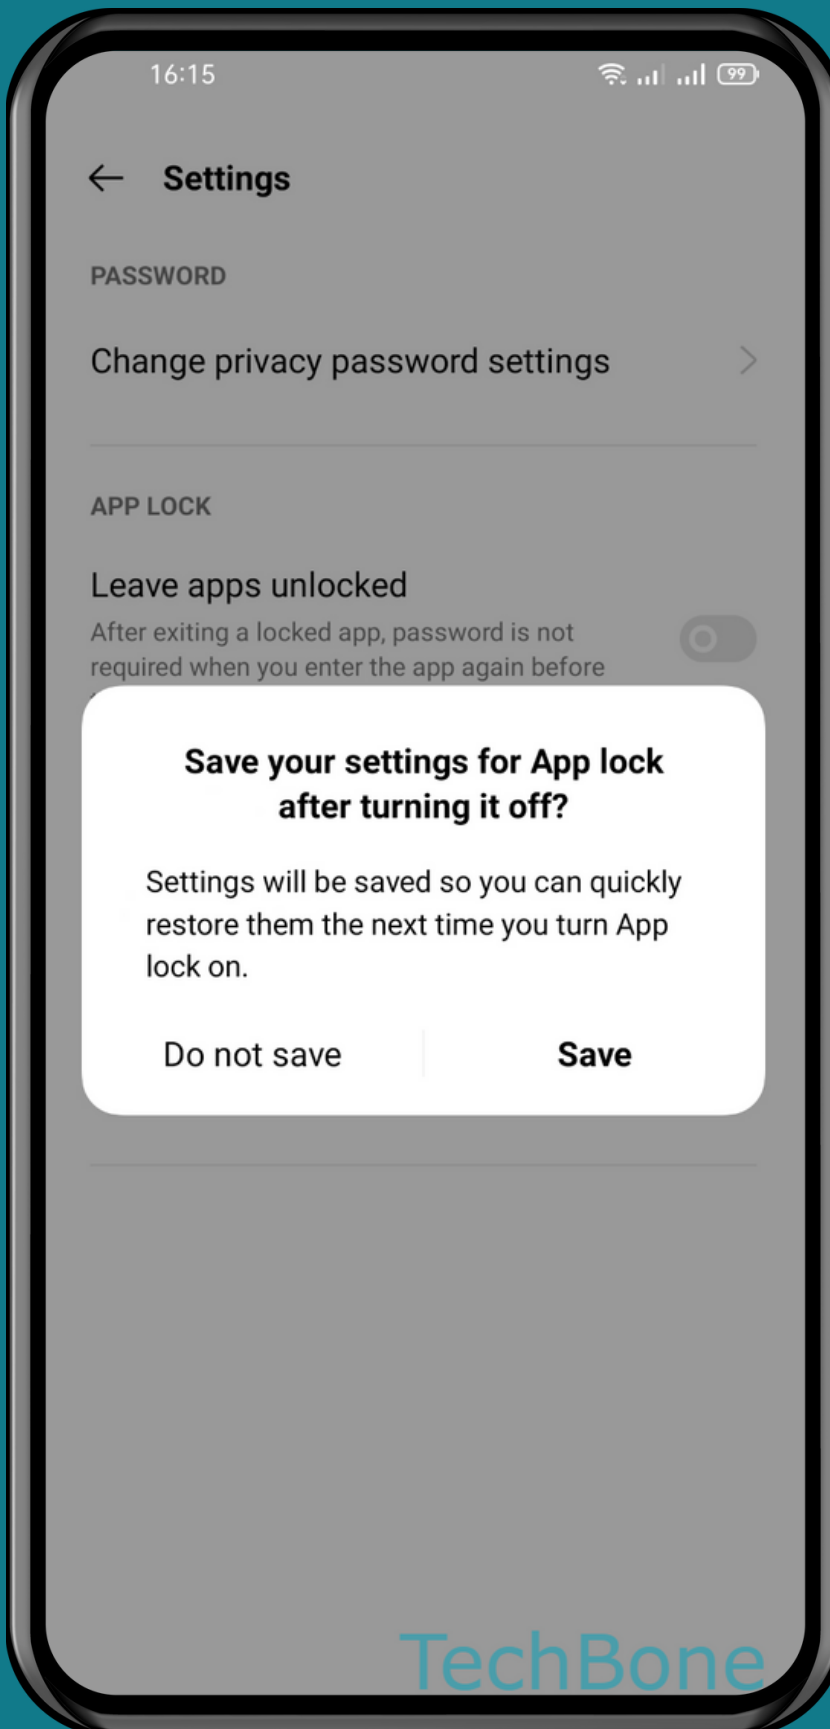 16:15
99
Settings
PASSWORD
Change privacy password settings
APP LOCK
Leave apps unlocked
After exiting a locked app, password is not
required when you enter the app again before
Save your settings for App lock
after turning it off?
Settings will be saved so you can quickly
restore them the next time you turn App
lock on.
Do not save
Save
TechBone